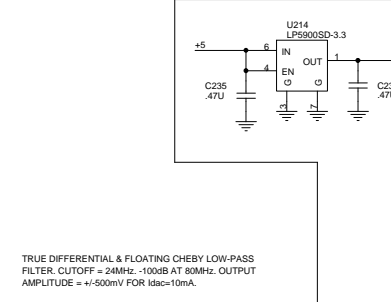 U214
LP5900SD-3.3
+5
6
IN
OUT
1
4
EN
G
G
3
7
C235
.47U
TRUE DIFFERENTIAL & FLOATING CHEBY LOW-PASS
FILTER. CUTOFF = 24MHz. -100dB AT 80MHz. OUTPUT
AMPLITUDE = +/-500mV FOR Idac=10mA.